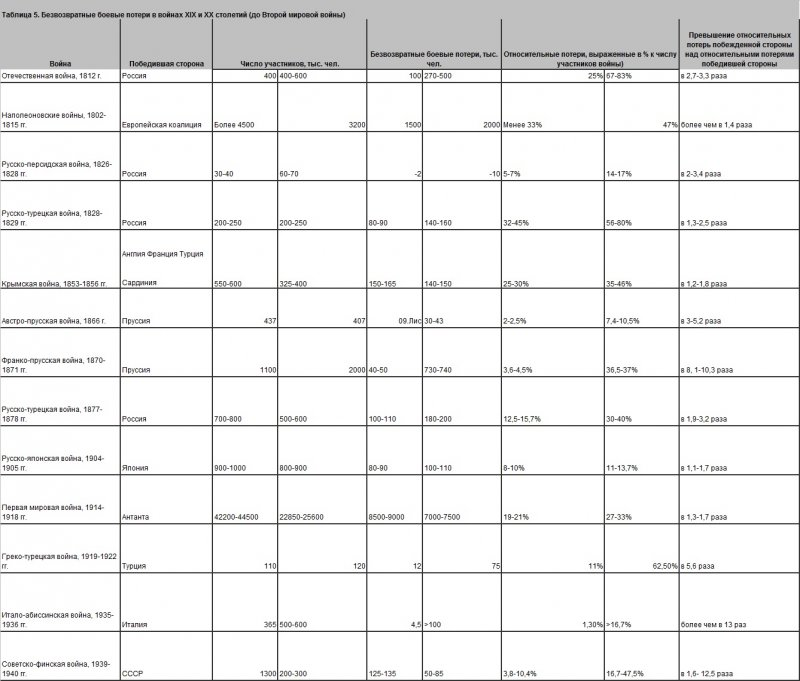 Таблица 5. Безвозвратные боевые потери в войнах XIX и XX столетий (до Второй мировой войны)
Война Победившая сторона Число участников, тыс. чел. Безвозвратные боевые потери, тыс. чел. Относительные потери, выраженные в % к числу участников войны) Превышение относительных потерь побежденной стороны над относительными потерями победившей стороны
Отечественная война, 1812 г. Россия 400 400-600 100 270-500 25% 67-83% в 2,7-3,3 раза
Наполеоновские войны, 1802-
1815 гг. Европейская коалиция Более 4500 3200 1500 2000 Менее 33% 47% более чем в 1,4 раза
Русско-персидская война, 1826-
1828 гг. Россия 30-40 60-70 -2 -10 5-7% 14-17% в 2-3,4 раза
Русско-турецкая война, 1828-
1829 гг. Россия 200-250 200-250 80-90 140-160 32-45% 56-80% в 1,3-2,5 раза
Англия Франция Турция
Крымская война, 1853-1856 гг. Сардиния 550-600 325-400 150-165 140-150 25-30% 35-46% в 1,2-1,8 раза
Австро-прусская война, 1866 г. Пруссия 437 407 09.Лис 30-43 2-2,5% 7,4-10,5% в 3-5,2 раза
Франко-прусская война, 1870-
1871 гг. Пруссия 1100 2000 40-50 730-740 3,6-4,5% 36,5-37% в 8, 1-10,3 раза
Русско-турецкая война, 1877-
1878 гг. Россия 700-800 500-600 100-110 180-200 12,5-15,7% 30-40% в 1,9-3,2 раза
Русско-японская война, 1904-
1905 гг. Япония 900-1000 800-900 80-90 100-110 8-10% 11-13,7% в 1,1-1,7 раза
Первая мировая война, 1914-
1918 гг. Антанта 42200-44500 22850-25600 8500-9000 7000-7500 19-21% 27-33% в 1,3-1,7 раза
Греко-турецкая война, 1919-1922
гг. Турция 110 120 12 75 11% 62,50% в 5,6 раза
Итало-абиссинская война, 1935-
1936 гг. Италия 365 500-600 4,5 >100 1,30% >16,7% более чем в 13 раз
Советско-финская война, 1939-
1940 гг. СССР 1300 200-300 125-135 50-85 3,8-10,4% 16,7-47,5% в 1,6- 12,5 раза